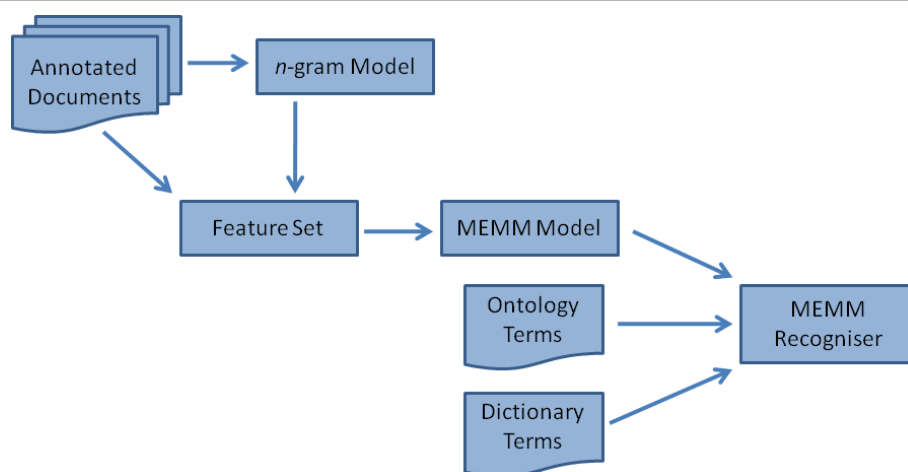 Annotated
Documents
n-gram Model
Feature Set
MEMM Model
Ontology
Terms
MEMM
Recogniser
Dictionary
Terms